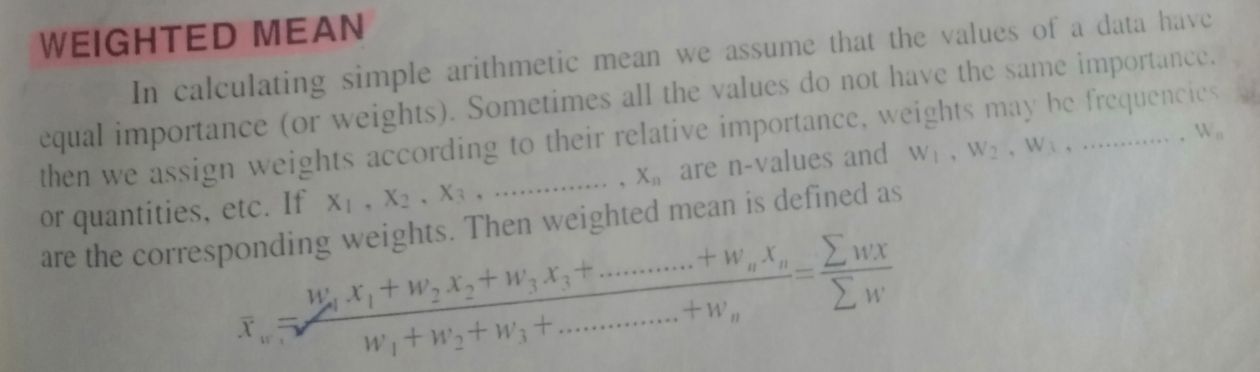 WEIGHTED MEAN
In calculating simple arithmetic mean we assume that the values of a data have
equal importance (or weights). Sometimes all the values do not have the same importance,
then we assign weights according to their relative importance, weights may be frequencies
or quantities, etc. If x₁ , x₂ , x₃ , ............... , xₙ are n-values and w₁ , w₂ , w₃ , ............. , wₙ
are the corresponding weights. Then weighted mean is defined as
x̄_w = (w₁x₁ + w₂x₂ + w₃x₃ + ............. + wₙxₙ) / (w₁ + w₂ + w₃ + ................ + wₙ) = ∑wx / ∑w